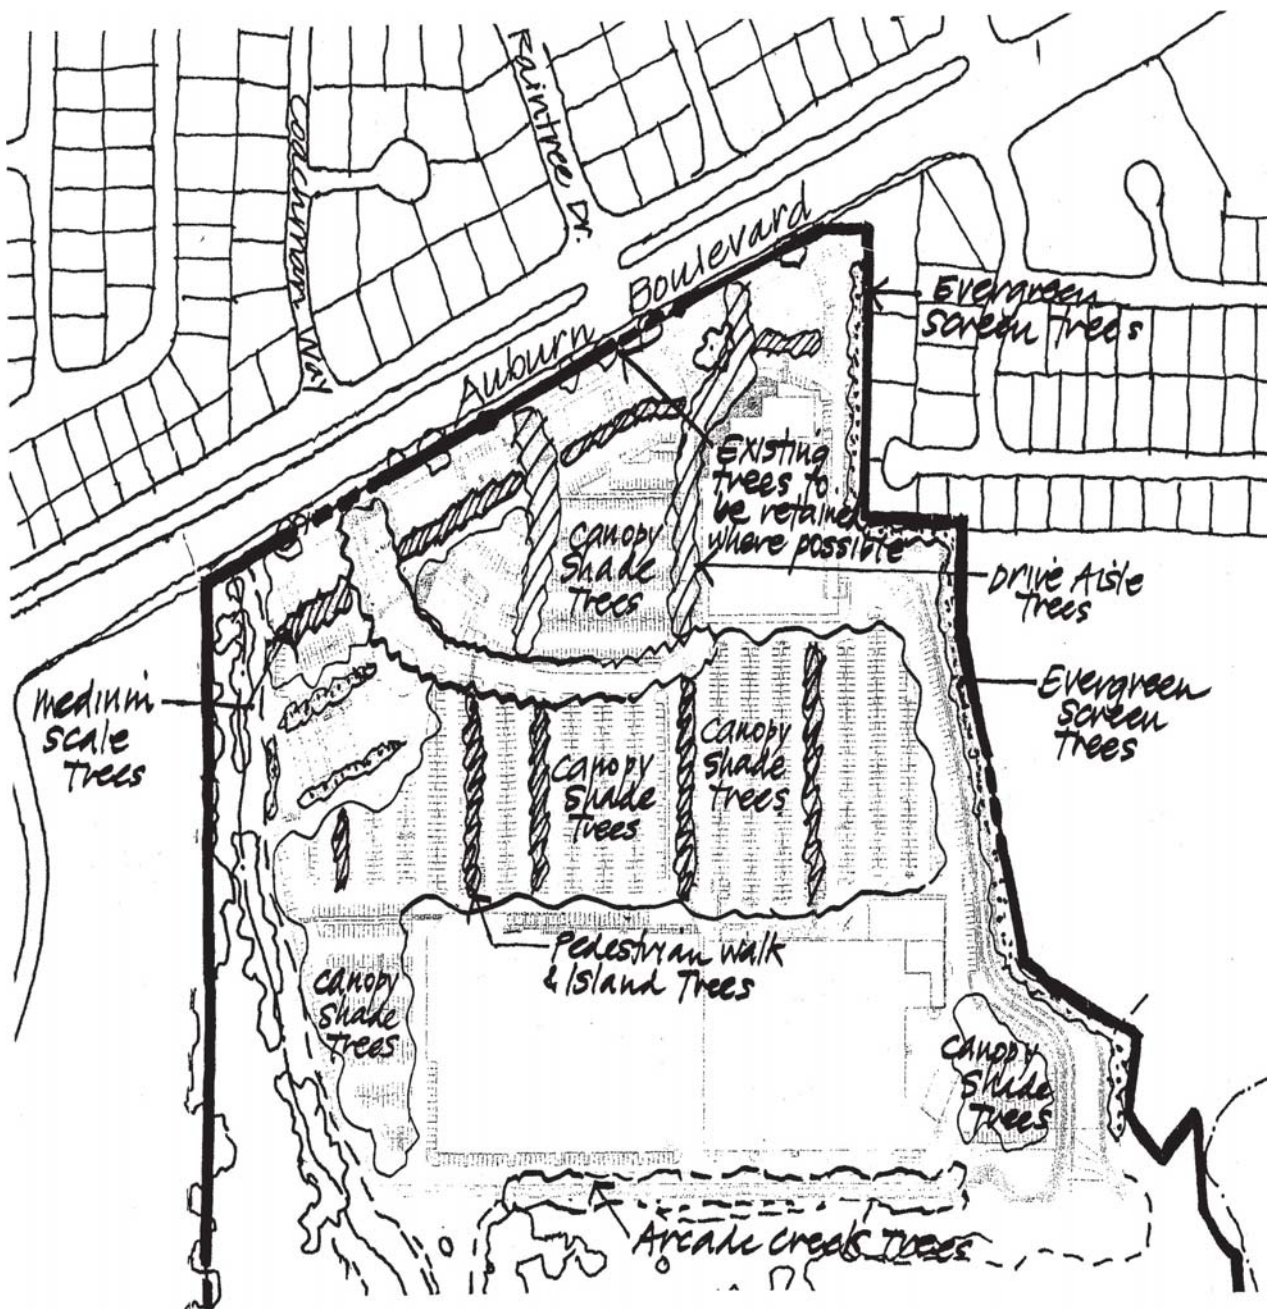 Raintree Dr.
Coachman Way
Auburn Boulevard
Evergreen
Screen Trees
Existing
trees to
be retained
where possible
Canopy
Shade
Trees
Drive Aisle
Trees
medium
scale
Trees
Evergreen
screen
Trees
Canopy
Shade
Trees
Canopy
Shade
Trees
Pedestrian walk
& Island Trees
Canopy
Shade
Trees
Canopy
Shade
Trees
Arcade Creek Trees